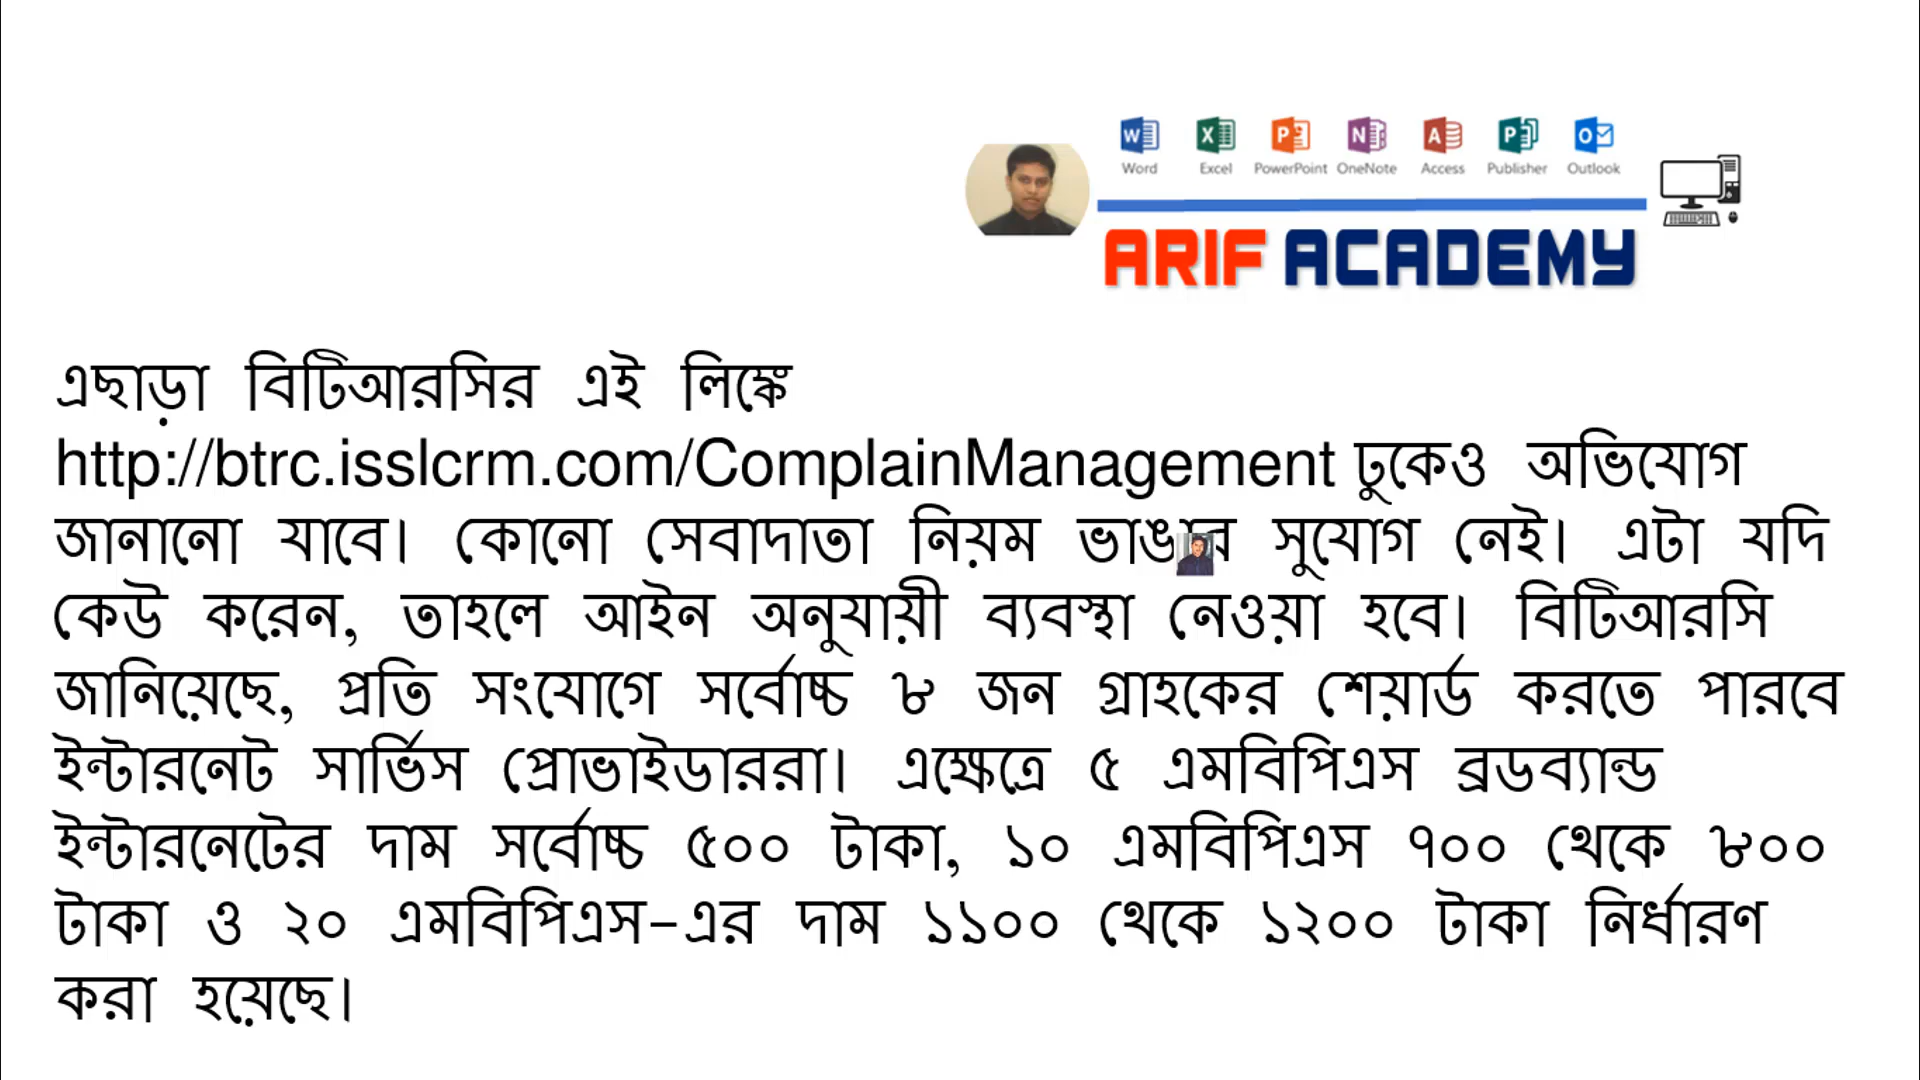 Word Excel PowerPoint OneNote Access Publisher Outlook
ARIF ACADEMY
এছাড়া বিটিআরসির এই লিঙ্কে
http://btrc.isslcrm.com/ComplainManagement ঢুকেও অভিযোগ
জানানো যাবে। কোনো সেবাদাতা নিয়ম ভাঙার সুযোগ নেই। এটা যদি
কেউ করেন, তাহলে আইন অনুযায়ী ব্যবস্থা নেওয়া হবে। বিটিআরসি
জানিয়েছে, প্রতি সংযোগে সর্বোচ্চ ৮ জন গ্রাহকের শেয়ার্ড করতে পারবে
ইন্টারনেট সার্ভিস প্রোভাইডাররা। এক্ষেত্রে ৫ এমবিপিএস ব্রডব্যান্ড
ইন্টারনেটের দাম সর্বোচ্চ ৫০০ টাকা, ১০ এমবিপিএস ৭০০ থেকে ৮০০
টাকা ও ২০ এমবিপিএস-এর দাম ১১০০ থেকে ১২০০ টাকা নির্ধারণ
করা হয়েছে।